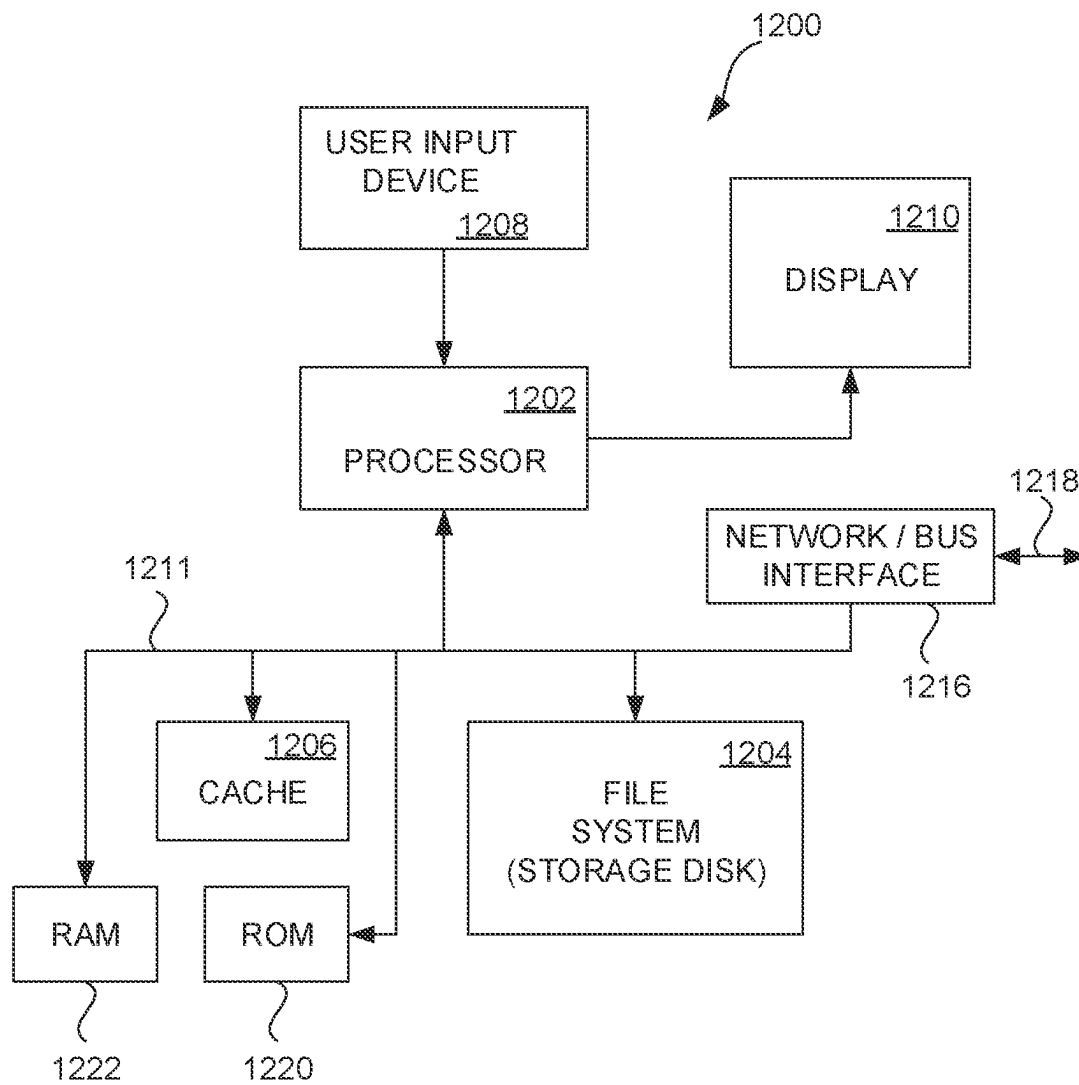 1200
USER INPUT
DEVICE
1208
1210
DISPLAY
1202
PROCESSOR
1218
NETWORK / BUS
INTERFACE
1211
1216
1206
CACHE
1204
FILE
SYSTEM
(STORAGE DISK)
RAM
ROM
1222
1220